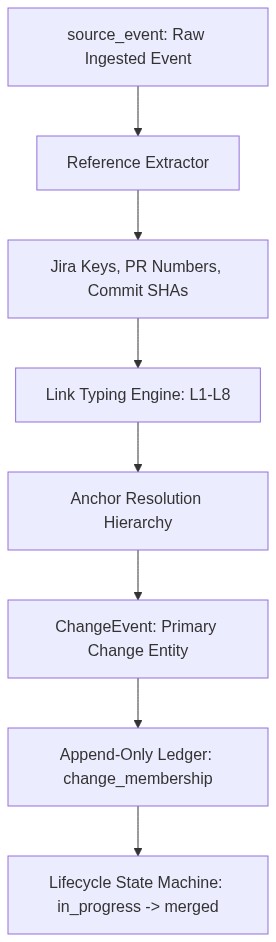 source_event: Raw
Ingested Event
Reference Extractor
Jira Keys, PR Numbers,
Commit SHAs
Link Typing Engine: L1-L8
Anchor Resolution
Hierarchy
ChangeEvent: Primary
Change Entity
Append-Only Ledger:
change_membership
Lifecycle State Machine:
in_progress -> merged